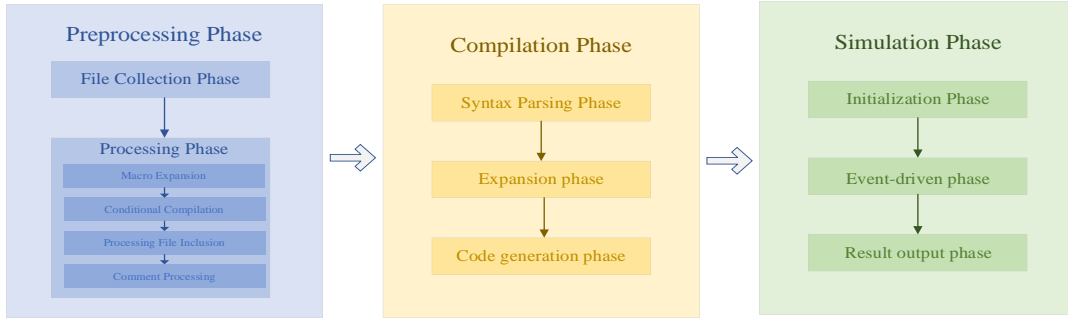 Preprocessing Phase
File Collection Phase
Processing Phase
Macro Expansion
Conditional Compilation
Processing File Inclusion
Comment Processing
Compilation Phase
Syntax Parsing Phase
Expansion phase
Code generation phase
Simulation Phase
Initialization Phase
Event-driven phase
Result output phase